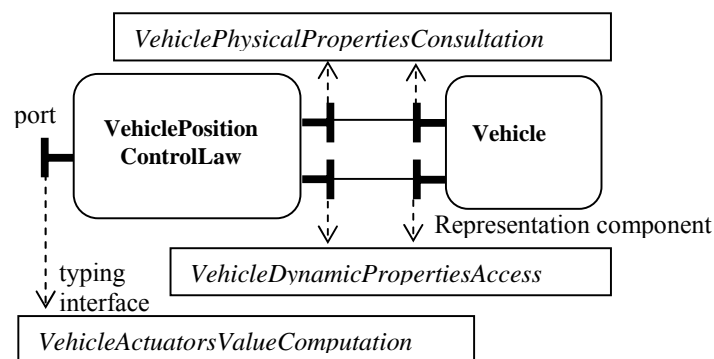 VehiclePhysicalPropertiesConsultation
port
VehiclePosition
ControlLaw
Vehicle
Representation component
typing
interface
VehicleDynamicPropertiesAccess
VehicleActuatorsValueComputation